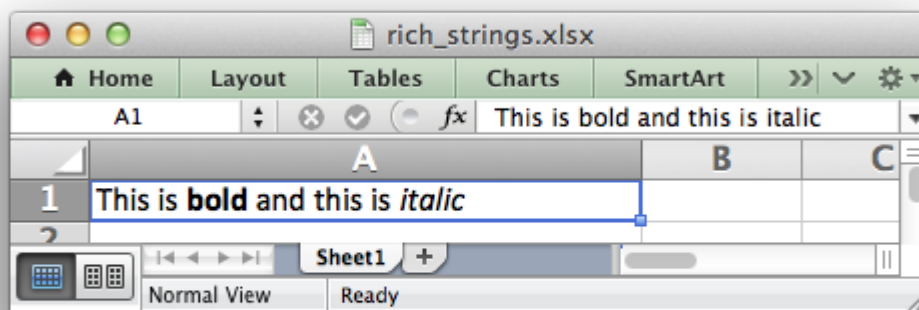 rich_strings.xlsx
Home Layout Tables Charts SmartArt
A1 fx This is bold and this is italic
A B C
1 This is bold and this is italic
2
Sheet1 +
Normal View Ready